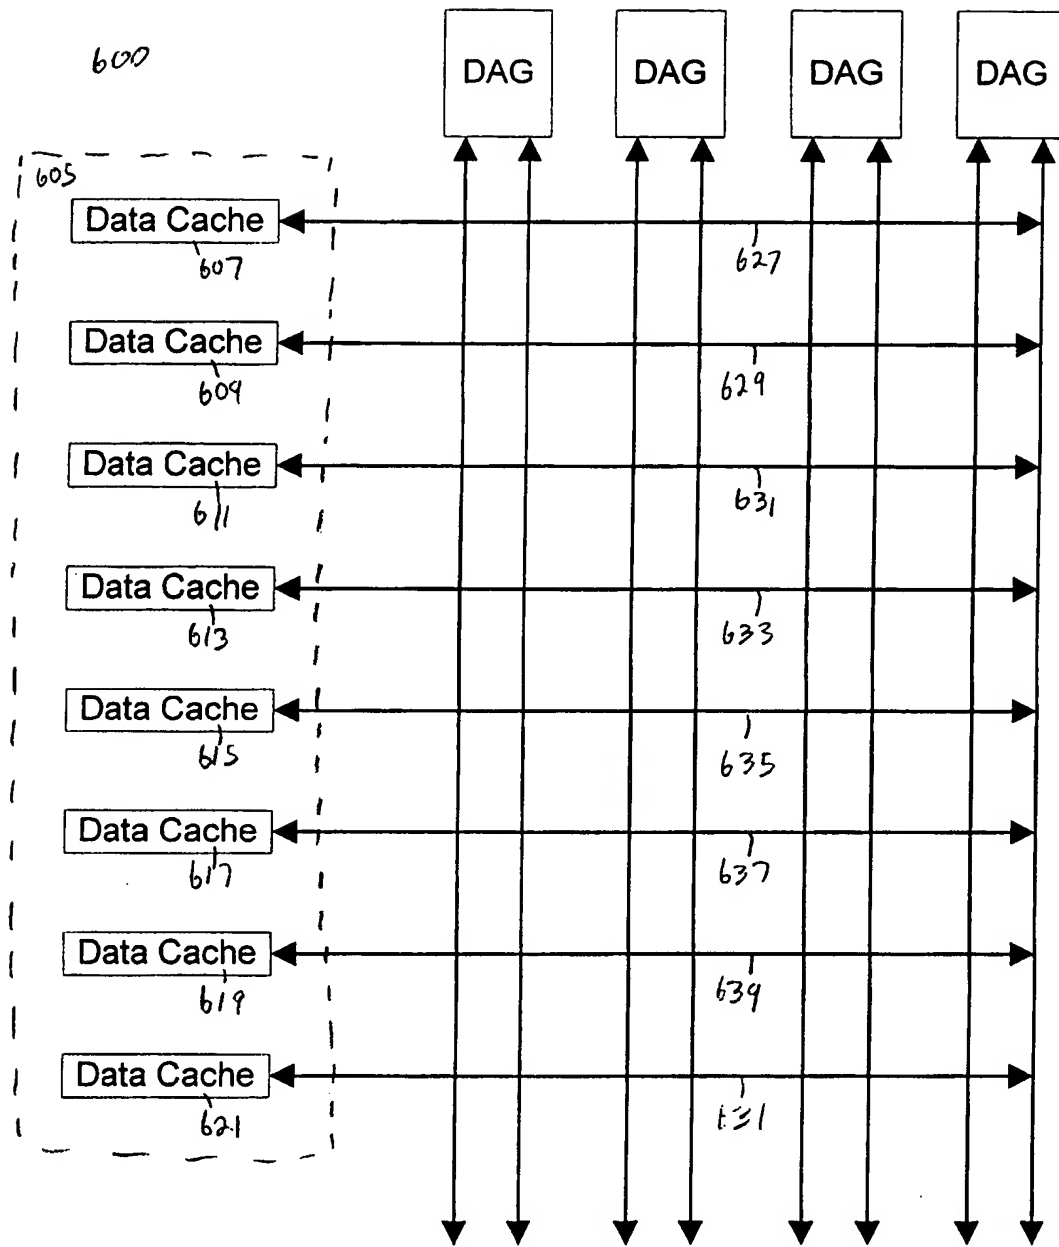 600
DAG DAG DAG DAG
605
Data Cache
607
627
Data Cache
609
629
Data Cache
611
631
Data Cache
613
633
Data Cache
615
635
Data Cache
617
637
Data Cache
619
639
Data Cache
621